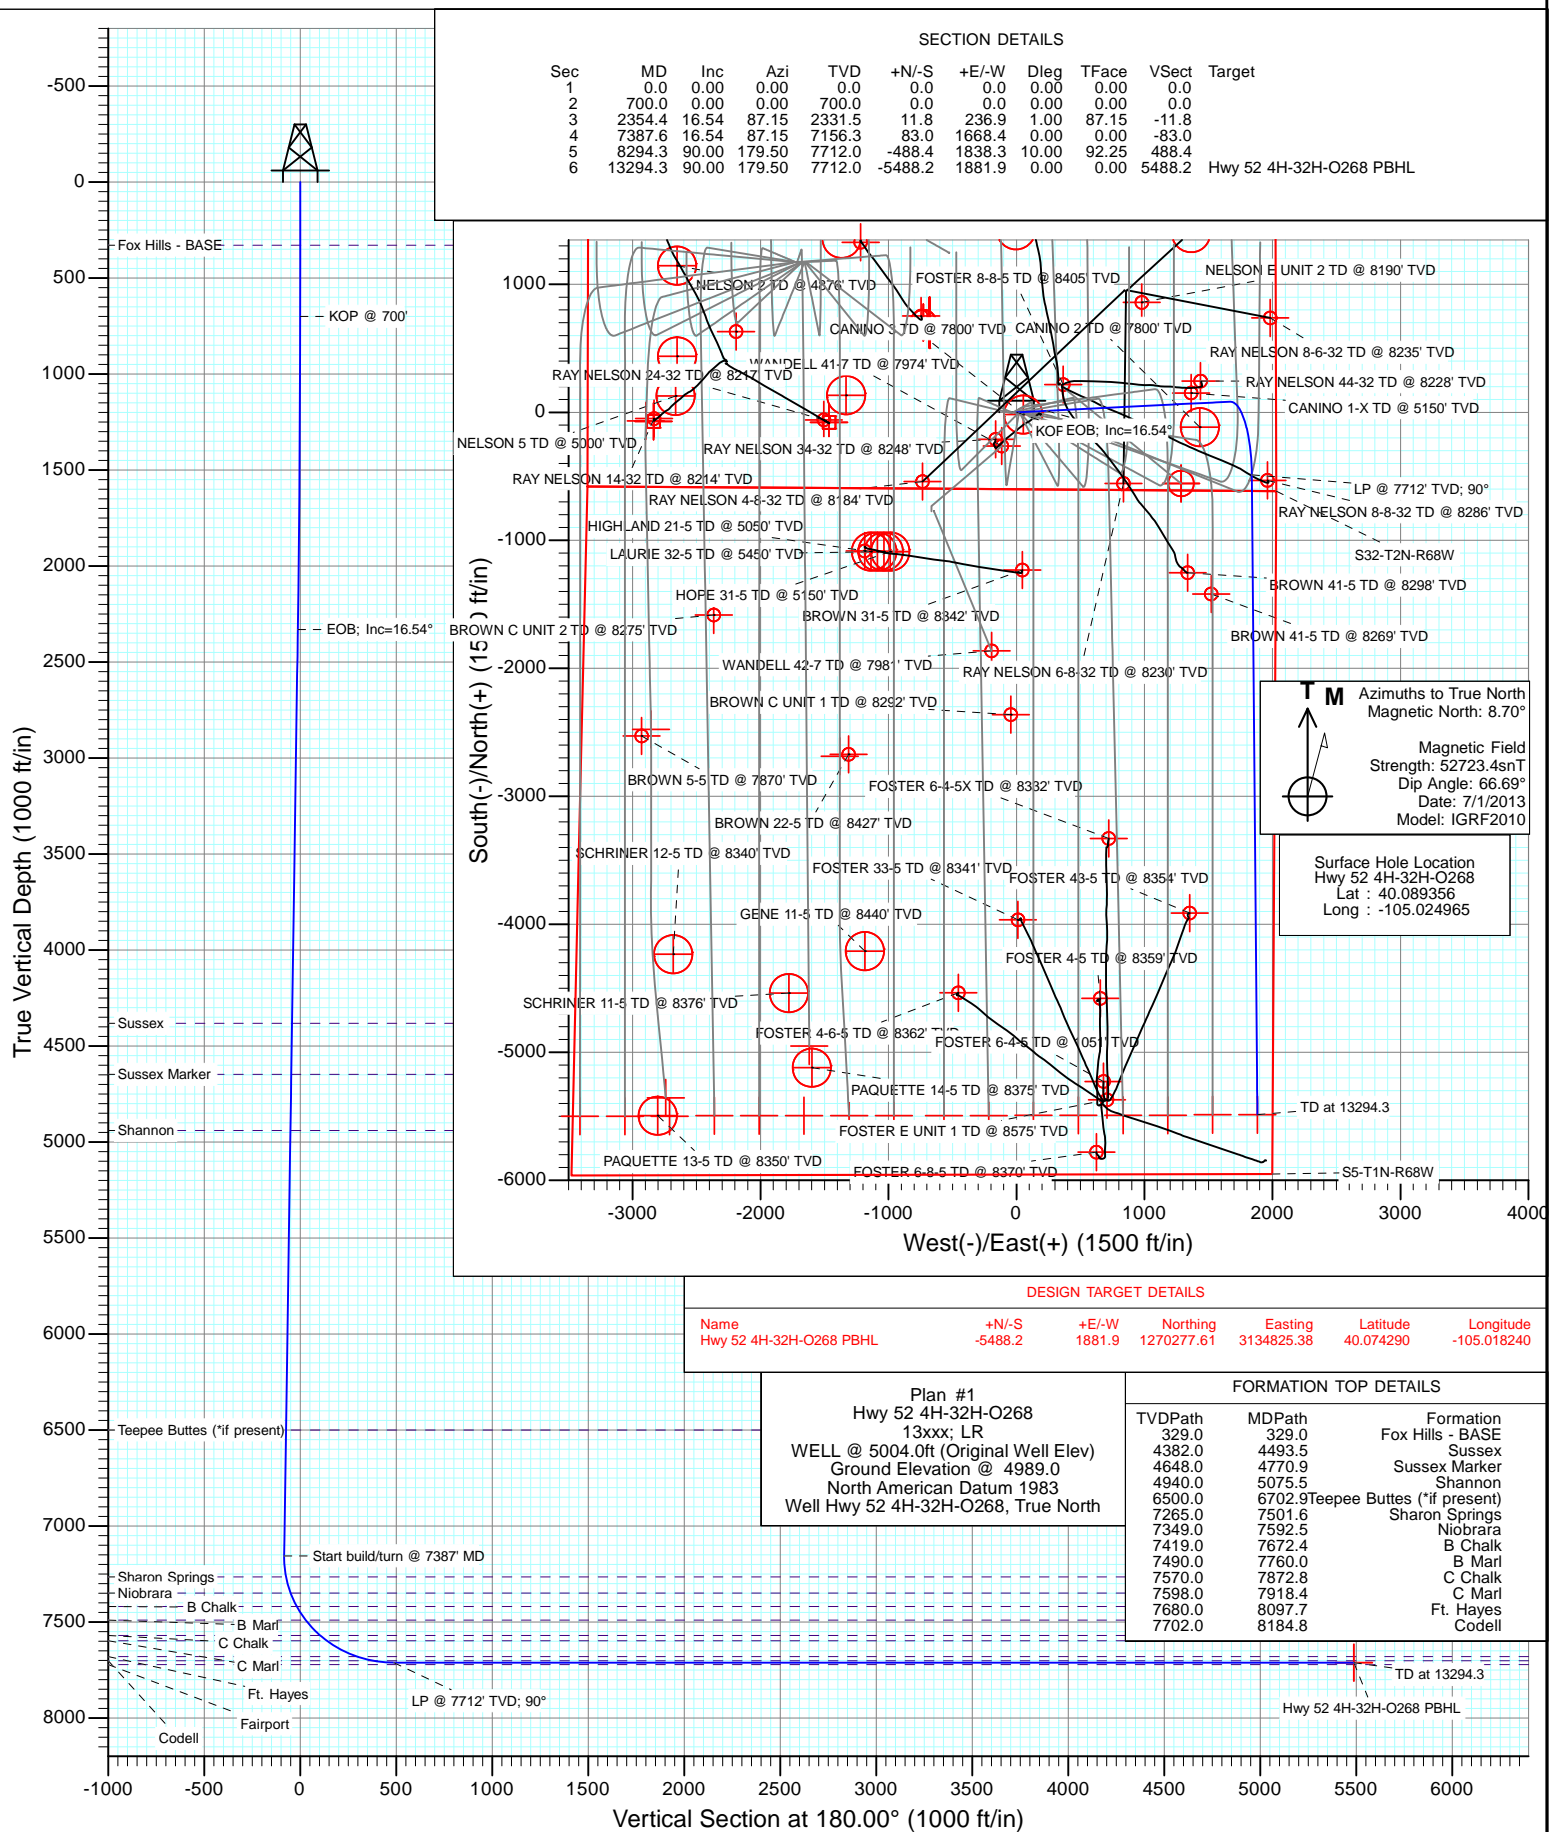 SECTION DETAILS
Sec MD Inc Azi TVD +N/-S +E/-W Dleg TFace VSect Target
1 0.0 0.00 0.00 0.0 0.0 0.0 0.00 0.00 0.0
2 700.0 0.00 0.00 700.0 0.0 0.0 0.00 0.00 0.0
3 2354.4 16.54 87.15 2331.5 11.8 236.9 1.00 87.15 -11.8
4 7387.6 16.54 87.15 7156.3 83.0 1668.4 0.00 0.00 -83.0
5 8294.3 90.00 179.50 7712.0 -488.4 1838.3 10.00 92.25 488.4
6 13294.3 90.00 179.50 7712.0 -5488.2 1881.9 0.00 0.00 5488.2 Hwy 52 4H-32H-O268 PBHL
True Vertical Depth (1000 ft/in)
-500
0
500
1000
1500
2000
2500
3000
3500
4000
4500
5000
5500
6000
6500
7000
7500
8000
Fox Hills - BASE
KOP @ 700'
EOB; Inc=16.54°
Sussex
Sussex Marker
Shannon
Teepee Buttes (*if present)
Start build/turn @ 7387' MD
Sharon Springs
Niobrara
B Chalk
B Marl
C Chalk
C Marl
Ft. Hayes
Fairport
Codell
LP @ 7712' TVD; 90°
TD at 13294.3
Hwy 52 4H-32H-O268 PBHL
-1000 -500 0 500 1000 1500 2000 2500 3000 3500 4000 4500 5000 5500 6000
Vertical Section at 180.00° (1000 ft/in)
South(-)/North(+) (1500 ft/in)
1000
0
-1000
-2000
-3000
-4000
-5000
-6000
NELSON 2 TD @ 4876' TVD
FOSTER 8-8-5 TD @ 8405' TVD
NELSON E UNIT 2 TD @ 8190' TVD
CANINO 3 TD @ 7800' TVD
CANINO 2 TD @ 7800' TVD
RAY NELSON 8-6-32 TD @ 8235' TVD
WANDELL 41-7 TD @ 7974' TVD
RAY NELSON 24-32 TD @ 8217' TVD
RAY NELSON 44-32 TD @ 8228' TVD
CANINO 1-X TD @ 5150' TVD
NELSON 5 TD @ 5000' TVD
KOP
EOB; Inc=16.54°
RAY NELSON 34-32 TD @ 8248' TVD
RAY NELSON 14-32 TD @ 8214' TVD
LP @ 7712' TVD; 90°
RAY NELSON 4-8-32 TD @ 8184' TVD
RAY NELSON 8-8-32 TD @ 8286' TVD
HIGHLAND 21-5 TD @ 5050' TVD
S32-T2N-R68W
LAURIE 32-5 TD @ 5450' TVD
BROWN 41-5 TD @ 8298' TVD
HOPE 31-5 TD @ 5150' TVD
BROWN 31-5 TD @ 8342' TVD
BROWN C UNIT 2 TD @ 8275' TVD
BROWN 41-5 TD @ 8269' TVD
WANDELL 42-7 TD @ 7981' TVD
RAY NELSON 6-8-32 TD @ 8230' TVD
BROWN C UNIT 1 TD @ 8292' TVD
BROWN 5-5 TD @ 7870' TVD
FOSTER 6-4-5X TD @ 8332' TVD
BROWN 22-5 TD @ 8427' TVD
SCHRINER 12-5 TD @ 8340' TVD
FOSTER 33-5 TD @ 8341' TVD
FOSTER 43-5 TD @ 8354' TVD
GENE 11-5 TD @ 8440' TVD
FOSTER 4-5 TD @ 8359' TVD
SCHRINER 11-5 TD @ 8376' TVD
FOSTER 4-6-5 TD @ 8362' TVD
FOSTER 6-4-5 TD @ 1051' TVD
PAQUETTE 14-5 TD @ 8375' TVD
TD at 13294.3
FOSTER E UNIT 1 TD @ 8575' TVD
PAQUETTE 13-5 TD @ 8350' TVD
FOSTER 6-8-5 TD @ 8370' TVD
S5-T1N-R68W
-3000 -2000 -1000 0 1000 2000 3000 4000
West(-)/East(+) (1500 ft/in)
T M
Azimuths to True North
Magnetic North: 8.70°
Magnetic Field
Strength: 52723.4snT
Dip Angle: 66.69°
Date: 7/1/2013
Model: IGRF2010
Surface Hole Location
Hwy 52 4H-32H-O268
Lat : 40.089356
Long : -105.024965
DESIGN TARGET DETAILS
Name +N/-S +E/-W Northing Easting Latitude Longitude
Hwy 52 4H-32H-O268 PBHL -5488.2 1881.9 1270277.61 3134825.38 40.074290 -105.018240
Plan #1
Hwy 52 4H-32H-O268
13xxx; LR
WELL @ 5004.0ft (Original Well Elev)
Ground Elevation @ 4989.0
North American Datum 1983
Well Hwy 52 4H-32H-O268, True North
FORMATION TOP DETAILS
TVDPath MDPath Formation
329.0 329.0 Fox Hills - BASE
4382.0 4493.5 Sussex
4648.0 4770.9 Sussex Marker
4940.0 5075.5 Shannon
6500.0 6702.9 Teepee Buttes (*if present)
7265.0 7501.6 Sharon Springs
7349.0 7592.5 Niobrara
7419.0 7672.4 B Chalk
7490.0 7760.0 B Marl
7570.0 7872.8 C Chalk
7598.0 7918.4 C Marl
7680.0 8097.7 Ft. Hayes
7702.0 8184.8 Codell